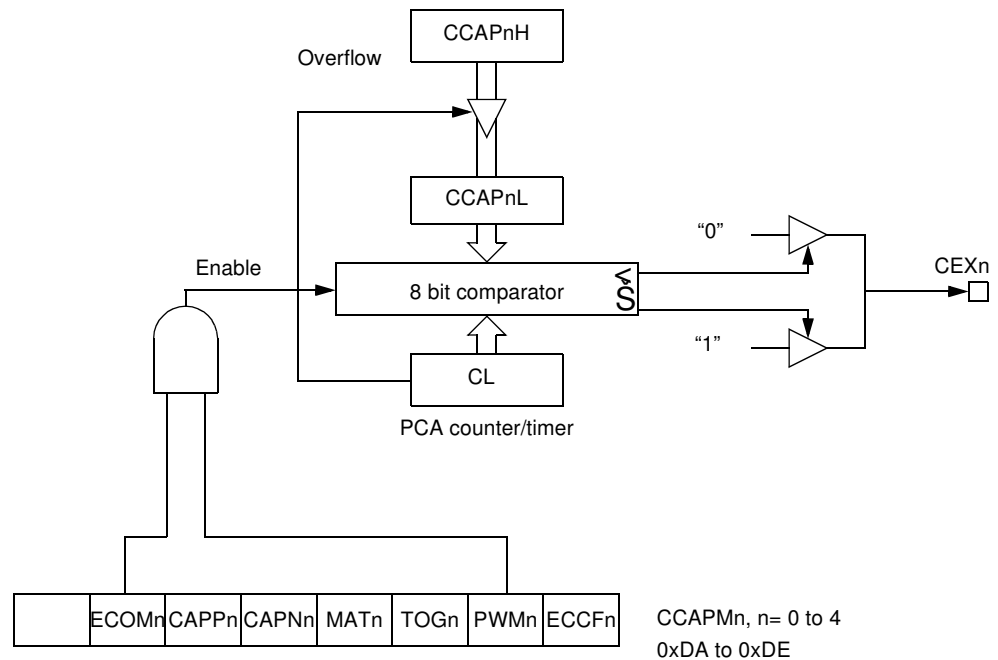 CCAPnH
Overflow
CCAPnL
"0"
Enable
CEXn
8 bit comparator
<
"1"
CL
PCA counter/timer
ECOMn CAPPn CAPNn MATn TOGn PWMn ECCFn
CCAPMn, n= 0 to 4
0xDA to 0xDE